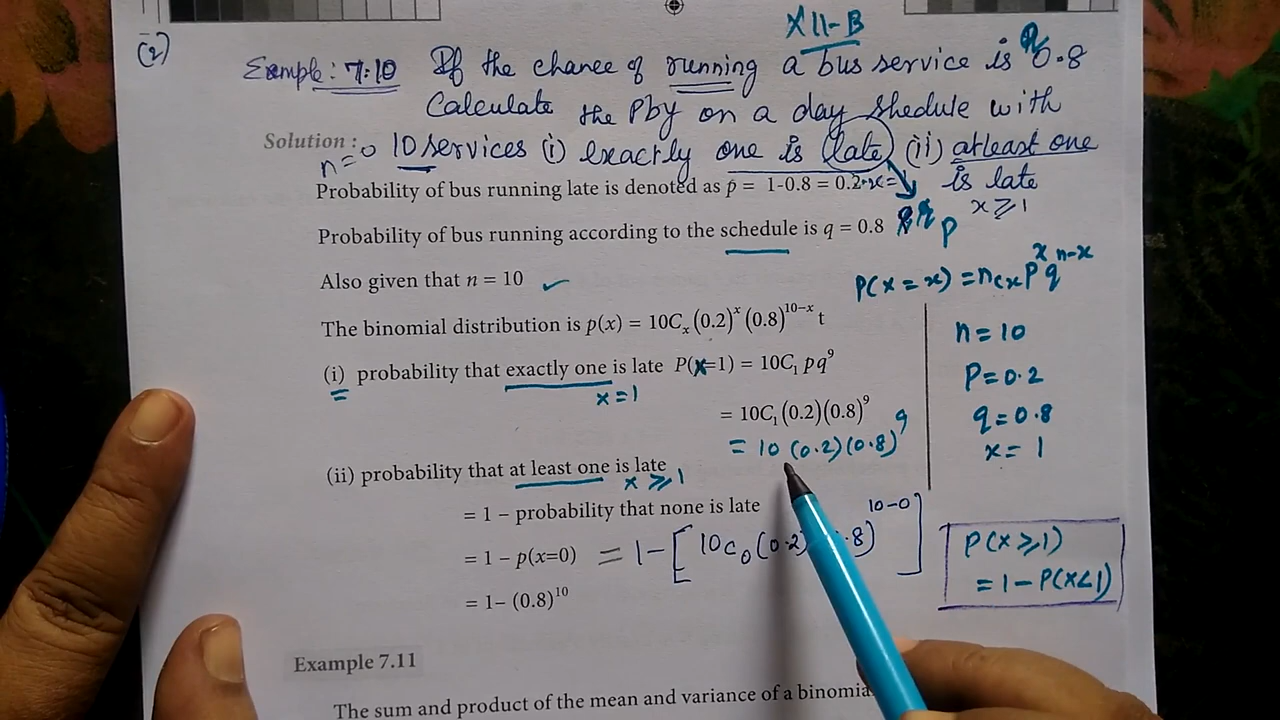 (2)
XII-B
Example: 7:10 If the chance of running a bus service is 0.8
Calculate the Pby on a day shedule with
Solution : n=0 10 services (i) exactly one is (late) (ii) atleast one
Probability of bus running late is denoted as p = 1-0.8 = 0.2 is late
x ≥ 1
Probability of bus running according to the schedule is q = 0.8
p
Also given that n = 10 ✓
P(x = x) = nCx p^x q^n-x
The binomial distribution is p(x) = 10Cₓ(0.2)^x (0.8)^10−x t
(i) probability that exactly one is late P(x=1) = 10C₁ pq⁹
x=1
= 10C₁(0.2)(0.8)⁹
= 10 (0.2)(0.8)⁹
n = 10
P = 0.2
q = 0.8
x = 1
(ii) probability that at least one is late
x ≥ 1
= 1 – probability that none is late
= 1 – p(x=0) = 1 - [10c₀ (0.2) .8)^10-0]
= 1– (0.8)¹⁰
P(x ≥ 1)
= 1 - P(x<1)
Example 7.11
The sum and product of the mean and variance of a